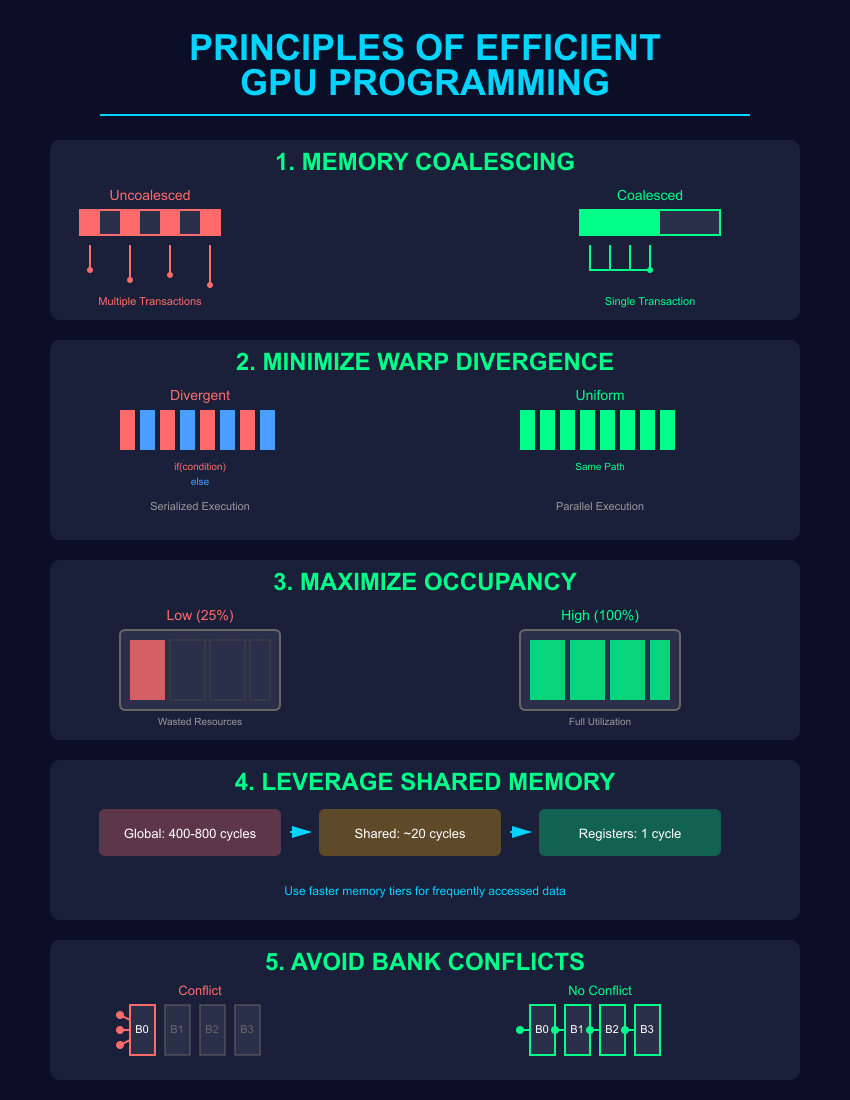 PRINCIPLES OF EFFICIENT
GPU PROGRAMMING
1. MEMORY COALESCING
Uncoalesced
Coalesced
Multiple Transactions
Single Transaction
2. MINIMIZE WARP DIVERGENCE
Divergent
Uniform
if(condition)
Same Path
else
Serialized Execution
Parallel Execution
3. MAXIMIZE OCCUPANCY
Low (25%)
High (100%)
Wasted Resources
Full Utilization
4. LEVERAGE SHARED MEMORY
Global: 400-800 cycles
Shared: ~20 cycles
Registers: 1 cycle
Use faster memory tiers for frequently accessed data
5. AVOID BANK CONFLICTS
Conflict
No Conflict
B0 B1 B2 B3
B0 B1 B2 B3